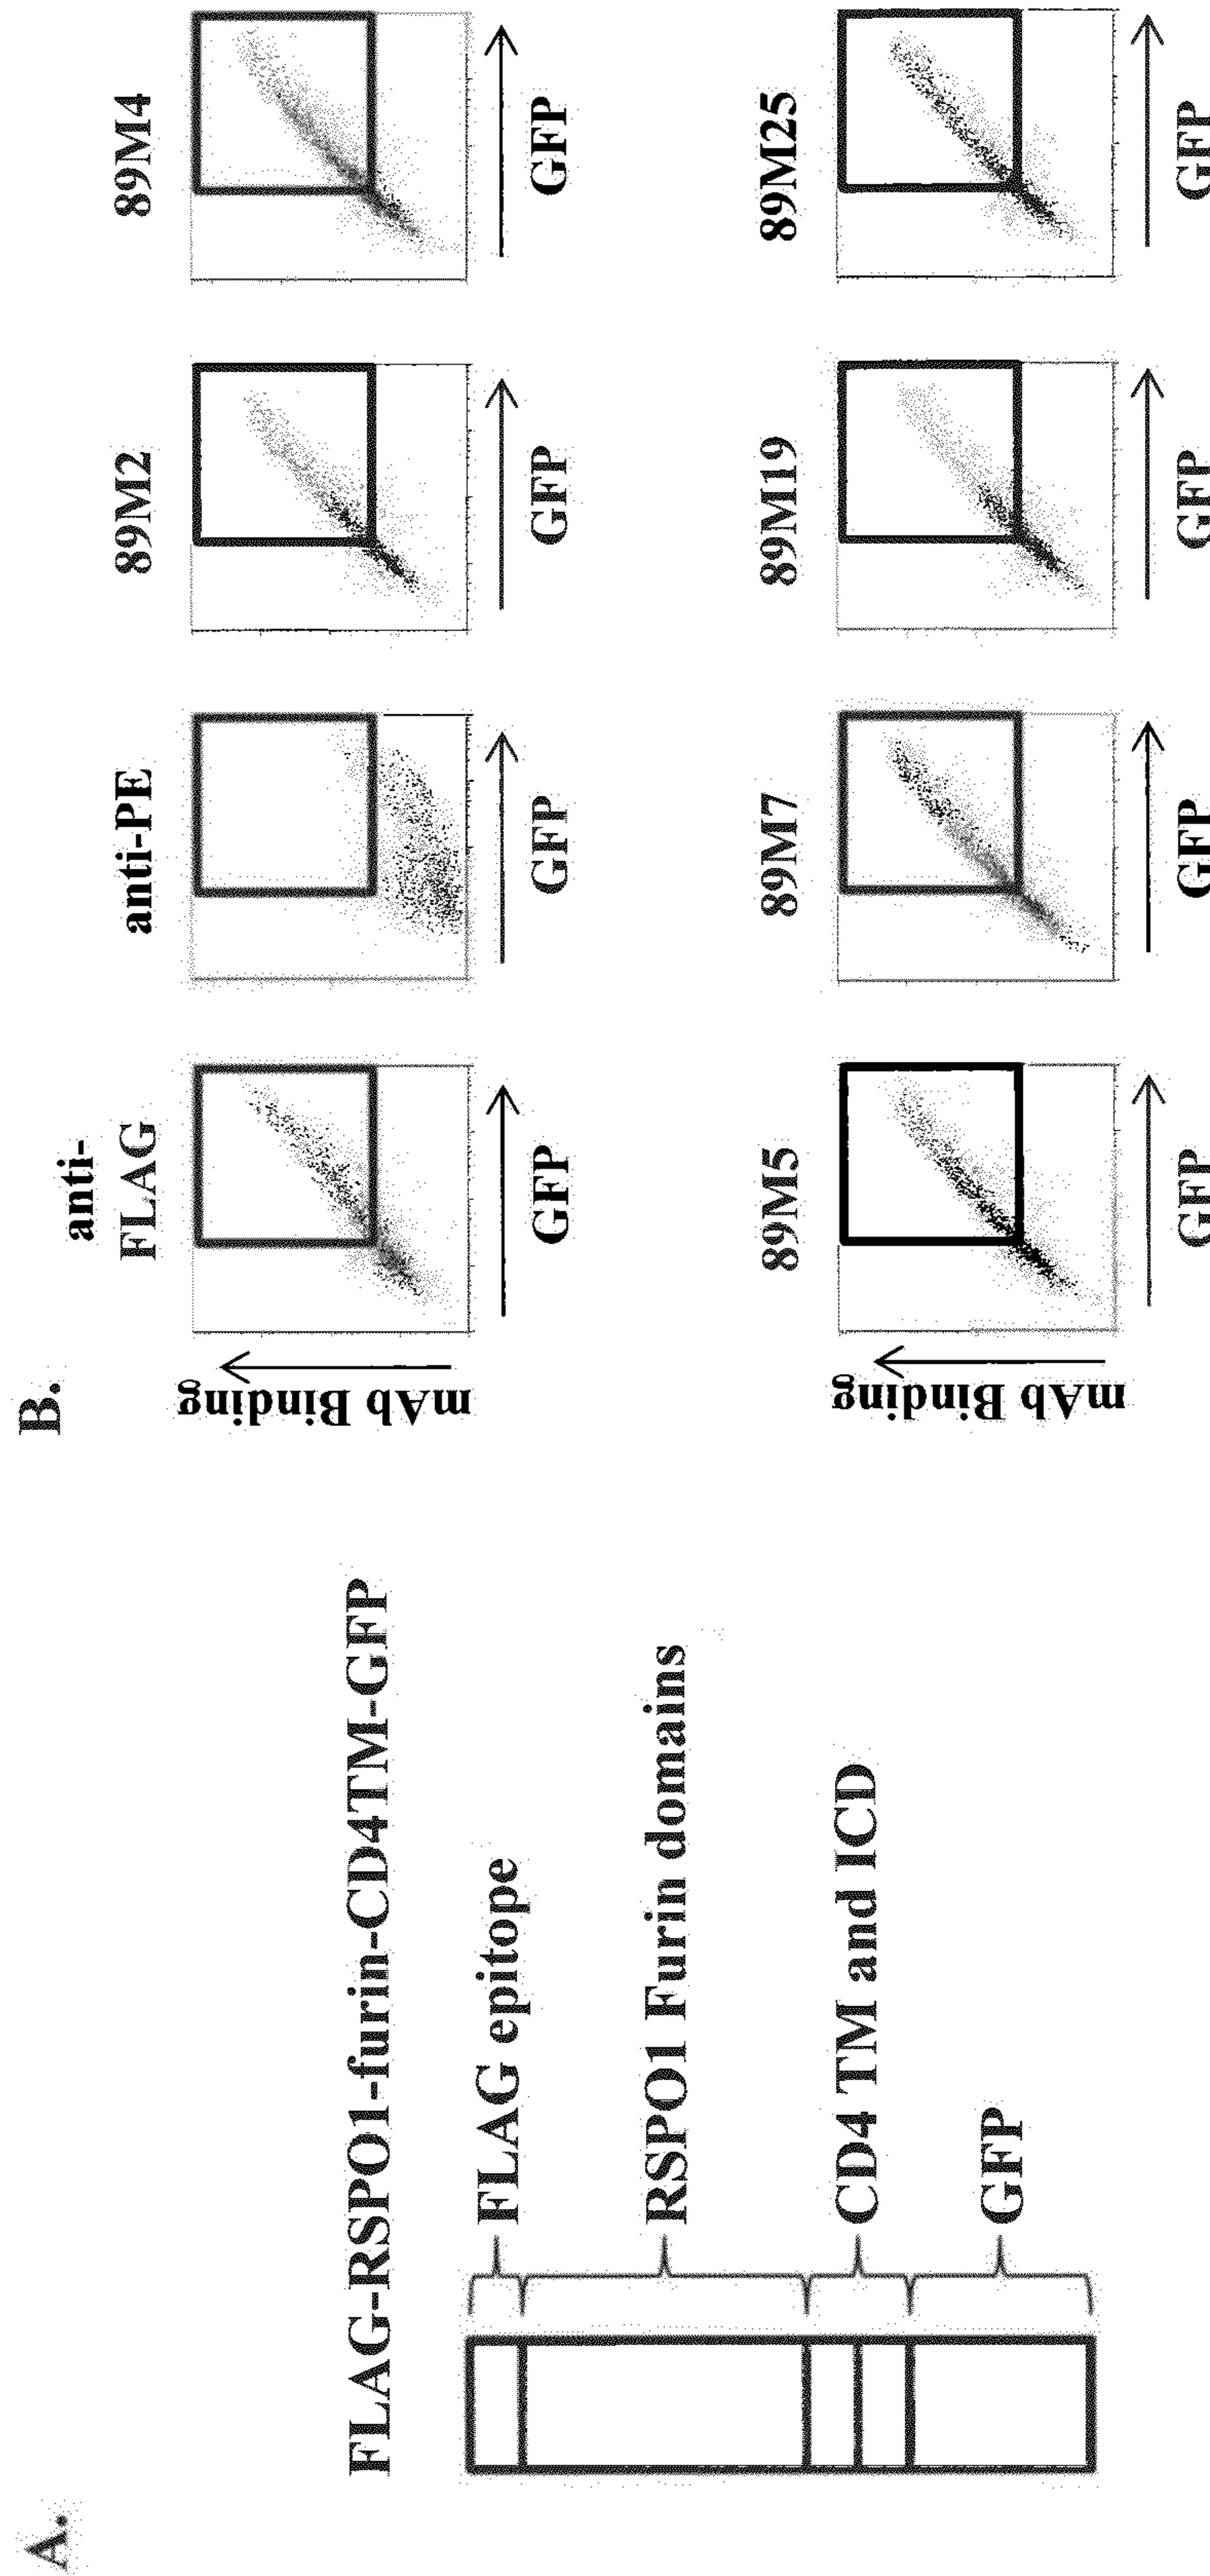 A.
FLAG-RSPO1-furin-CD4TM-GFP
FLAG epitope
RSPO1 Furin domains
CD4 TM and ICD
GFP
B.
anti-
FLAG
anti-PE
89M2
89M4
mAb Binding
GFP
GFP
GFP
GFP
89M5
89M7
89M19
89M25
mAb Binding
GFP
GFP
GFP
GFP